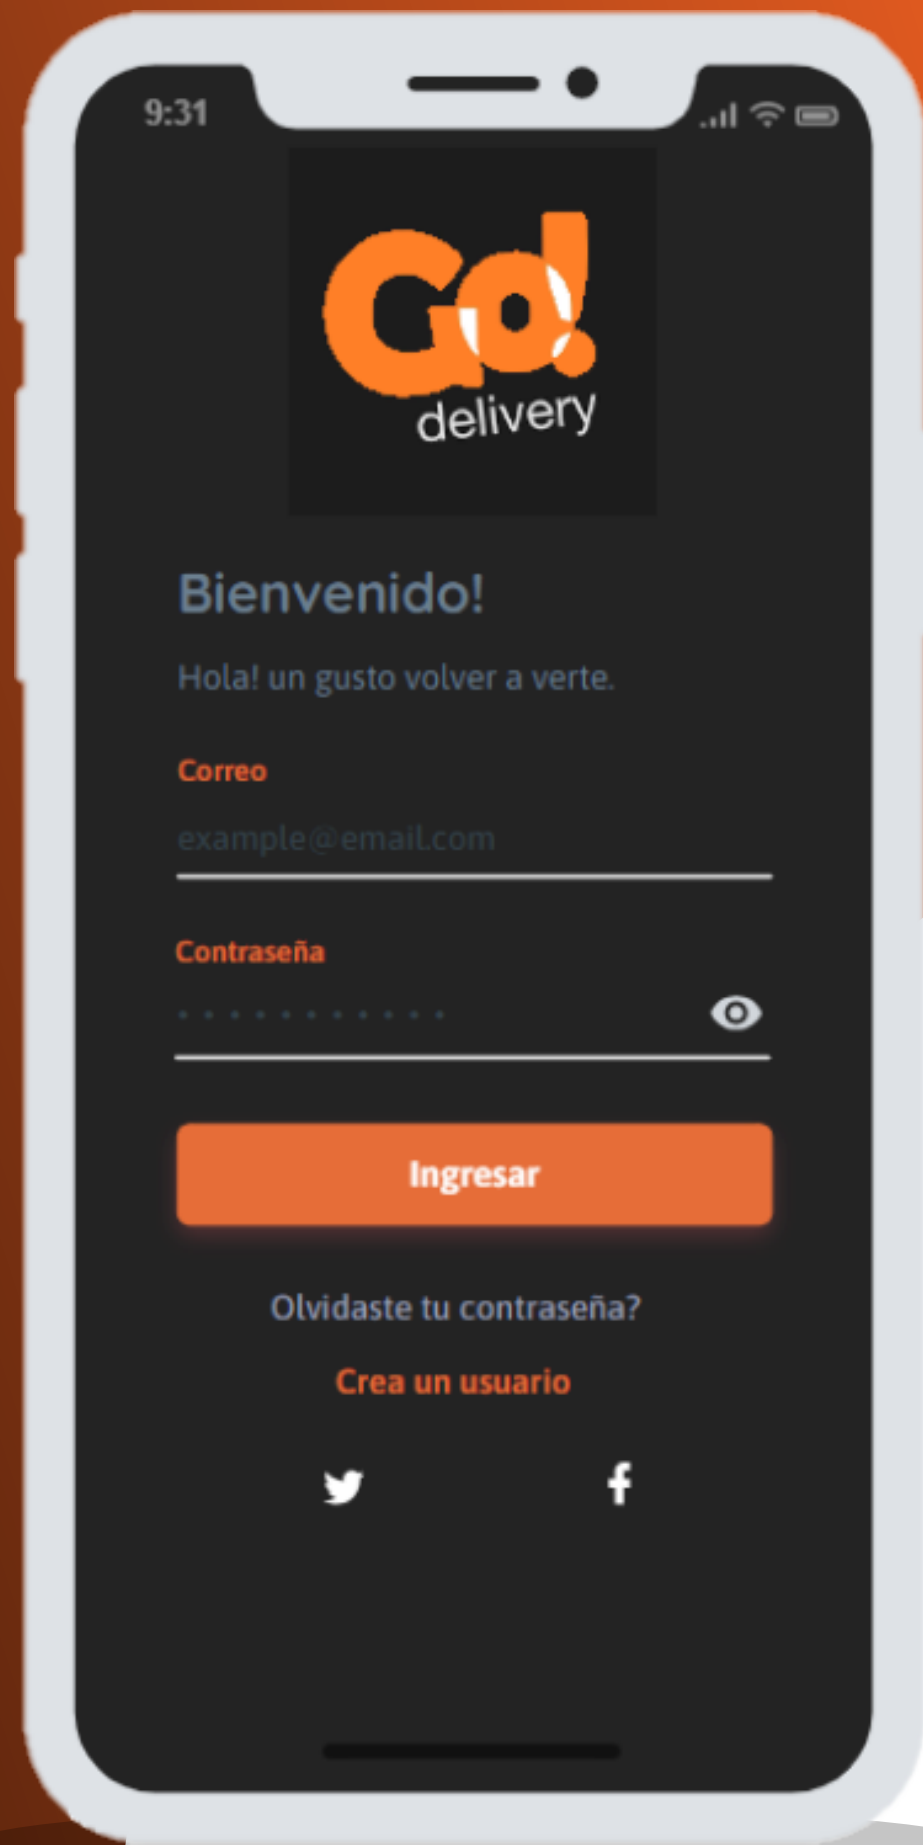 9:31
Go!
delivery
Bienvenido!
Hola! un gusto volver a verte.
Correo
example@email.com
Contraseña
Ingresar
Olvidaste tu contraseña?
Crea un usuario